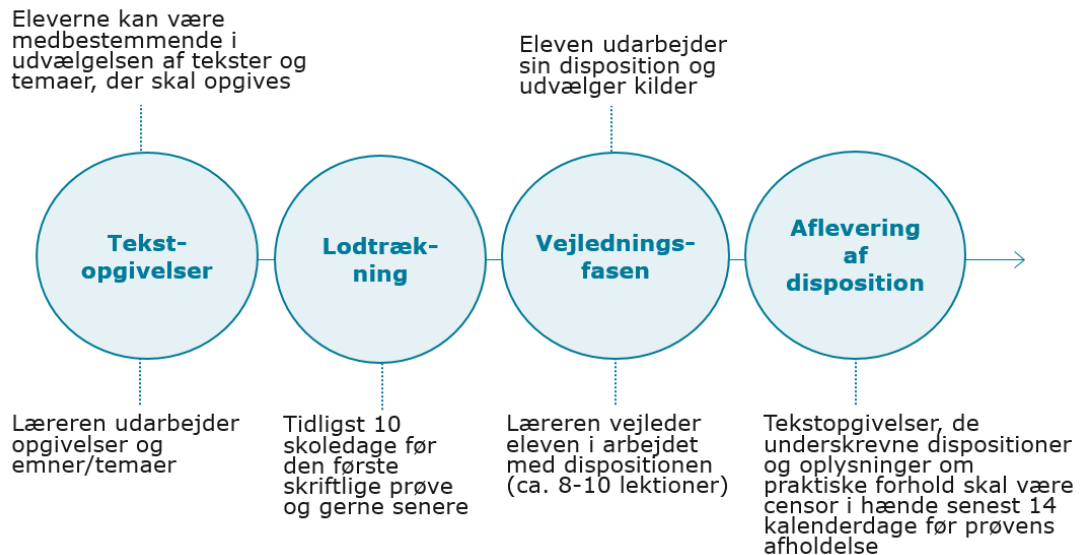 Eleverne kan være
medbestemmende i
udvælgelsen af tekster og
temaer, der skal opgives
Eleven udarbejder
sin disposition og
udvælger kilder
Tekst-
opgivelser
Lodtræk-
ning
Vejlednings-
fasen
Aflevering
af
disposition
Læreren udarbejder
opgivelser og
emner/temaer
Tidligst 10
skoledage før
den første
skriftlige prøve
og gerne senere
Læreren vejleder
eleven i arbejdet
med dispositionen
(ca. 8-10 lektioner)
Tekstopgivelser, de
underskrevne dispositioner
og oplysninger om
praktiske forhold skal være
censor i hænde senest 14
kalenderdage før prøvens
afholdelse